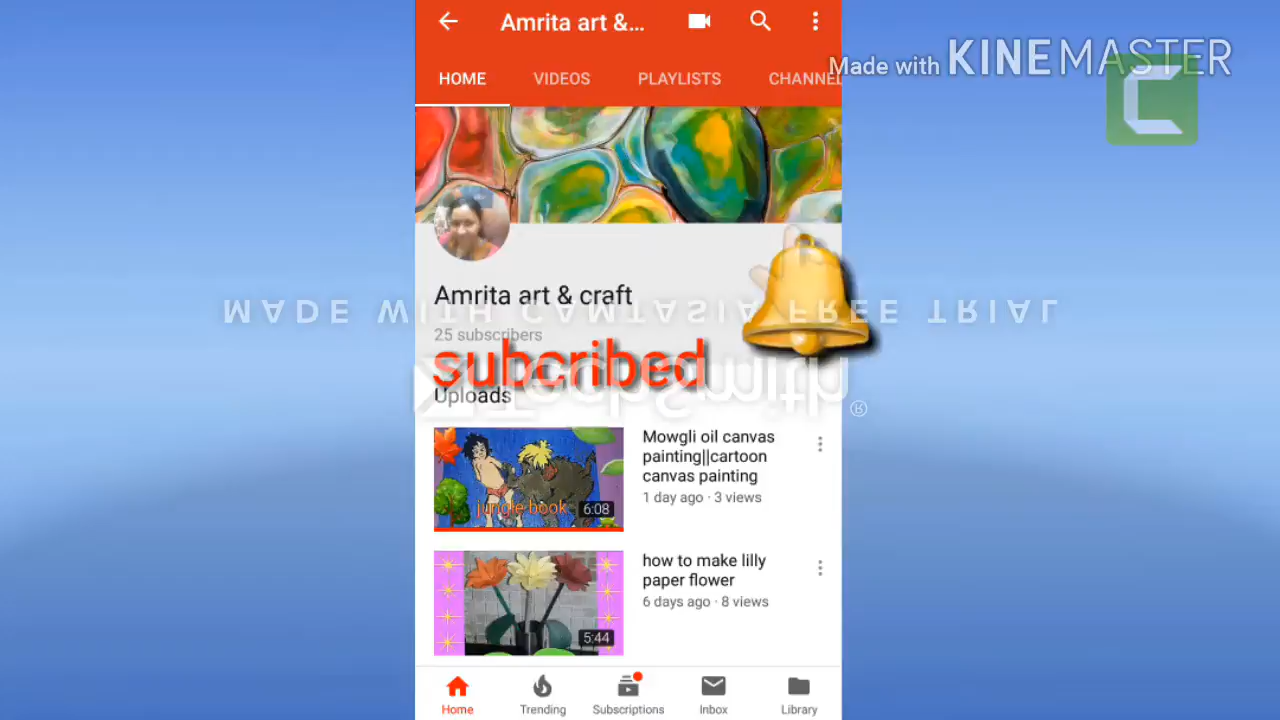 Amrita art &...
Made with KINEMASTER
HOME VIDEOS PLAYLISTS CHANNEL
Amrita art & craft
MADE WITH CAMTASIA FREE TRIAL
25 subscribers
subcribed
TechSmith®
Uploads
Mowgli oil canvas
painting||cartoon
canvas painting
1 day ago · 3 views
jungle book
6:08
how to make lilly
paper flower
6 days ago · 8 views
5:44
Home Trending Subscriptions Inbox Library